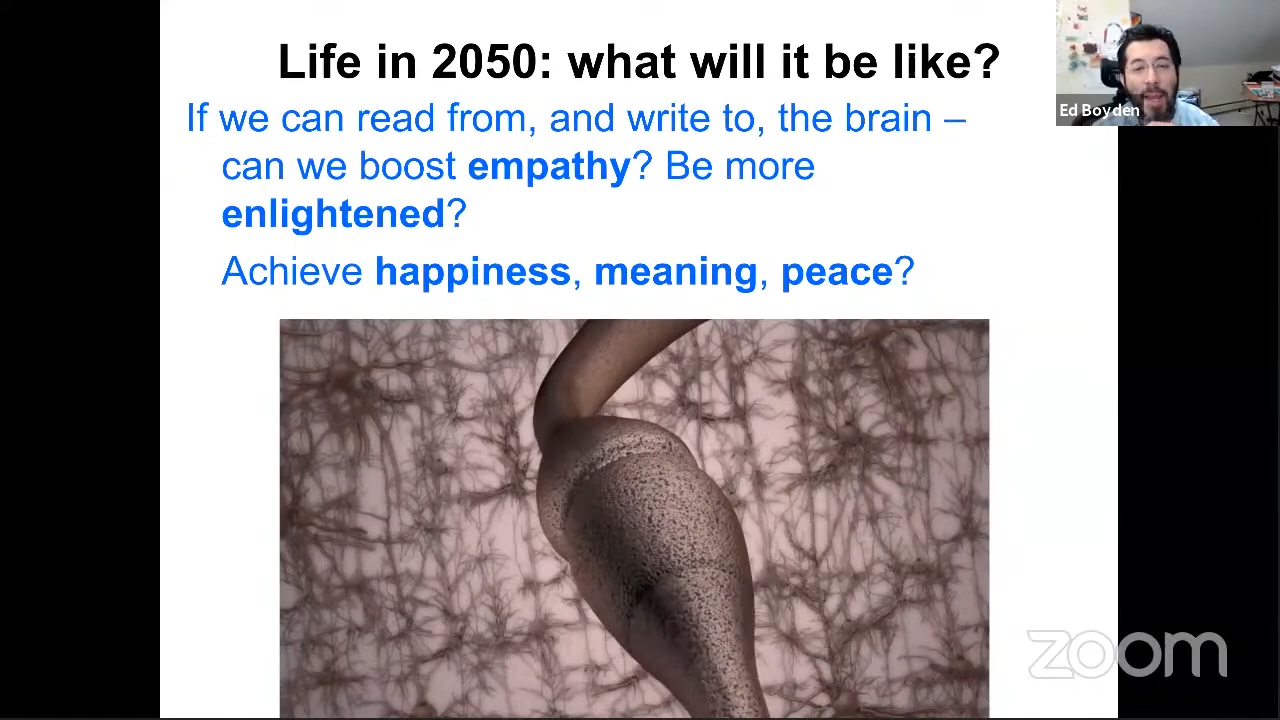 Life in 2050: what will it be like?
If we can read from, and write to, the brain –
can we boost empathy? Be more
enlightened?
Achieve happiness, meaning, peace?
Ed Boyden
zoom